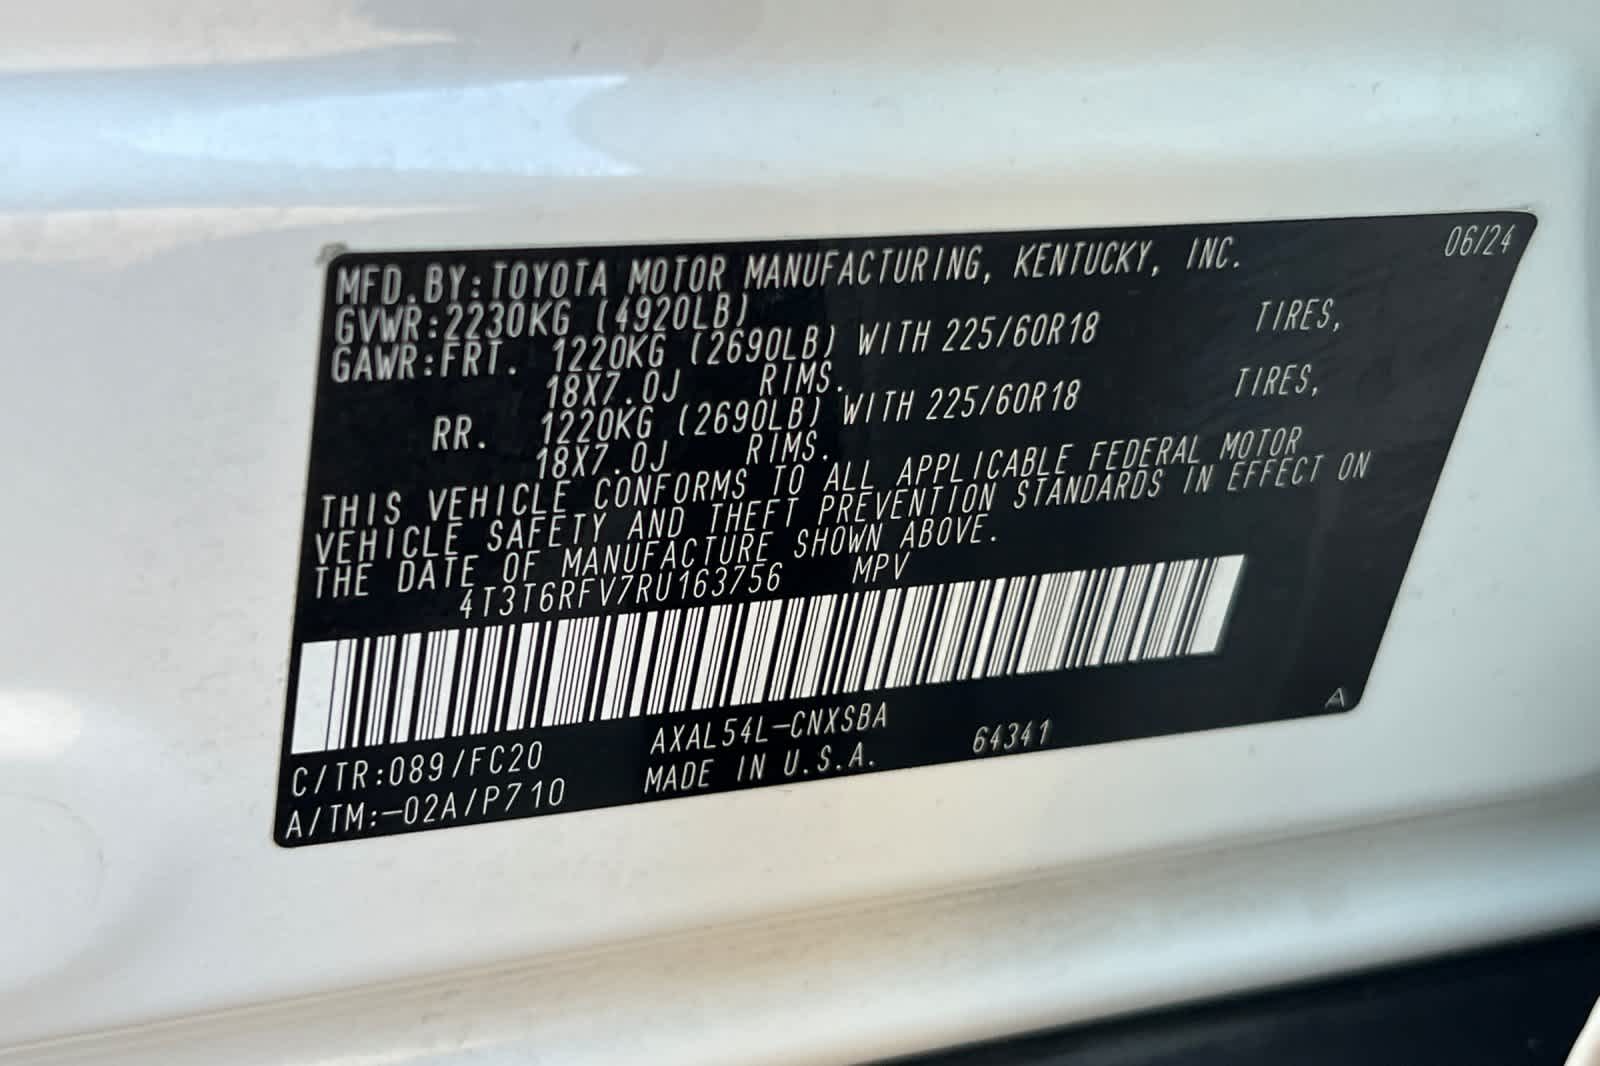 06/24
MFD.BY:TOYOTA MOTOR MANUFACTURING, KENTUCKY, INC.
GVWR:2230KG (4920LB)
GAWR:FRT. 1220KG (2690LB) WITH 225/60R18 TIRES,
18X7.0J RIMS.
RR. 1220KG (2690LB) WITH 225/60R18 TIRES,
18X7.0J RIMS.
THIS VEHICLE CONFORMS TO ALL APPLICABLE FEDERAL MOTOR
VEHICLE SAFETY AND THEFT PREVENTION STANDARDS IN EFFECT ON
THE DATE OF MANUFACTURE SHOWN ABOVE.
4T3T6RFV7RU163756 MPV
C/TR:089/FC20 AXAL54L-CNXSBA A
A/TM:-02A/P710 MADE IN U.S.A. 64341